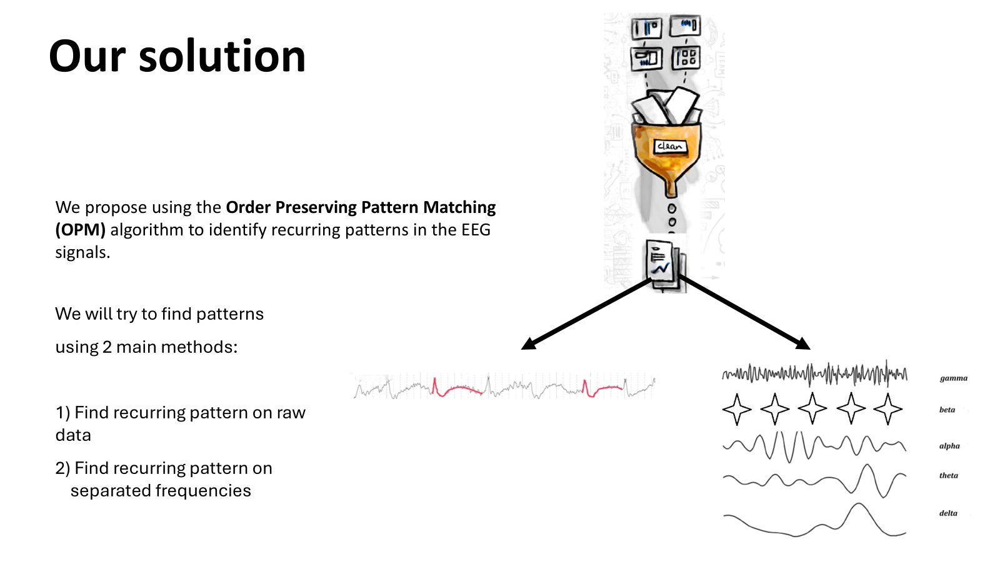 Our solution
clean
We propose using the Order Preserving Pattern Matching
(OPM) algorithm to identify recurring patterns in the EEG
signals.
We will try to find patterns
using 2 main methods:
1) Find recurring pattern on raw
data
2) Find recurring pattern on
separated frequencies
gamma
beta
alpha
theta
delta